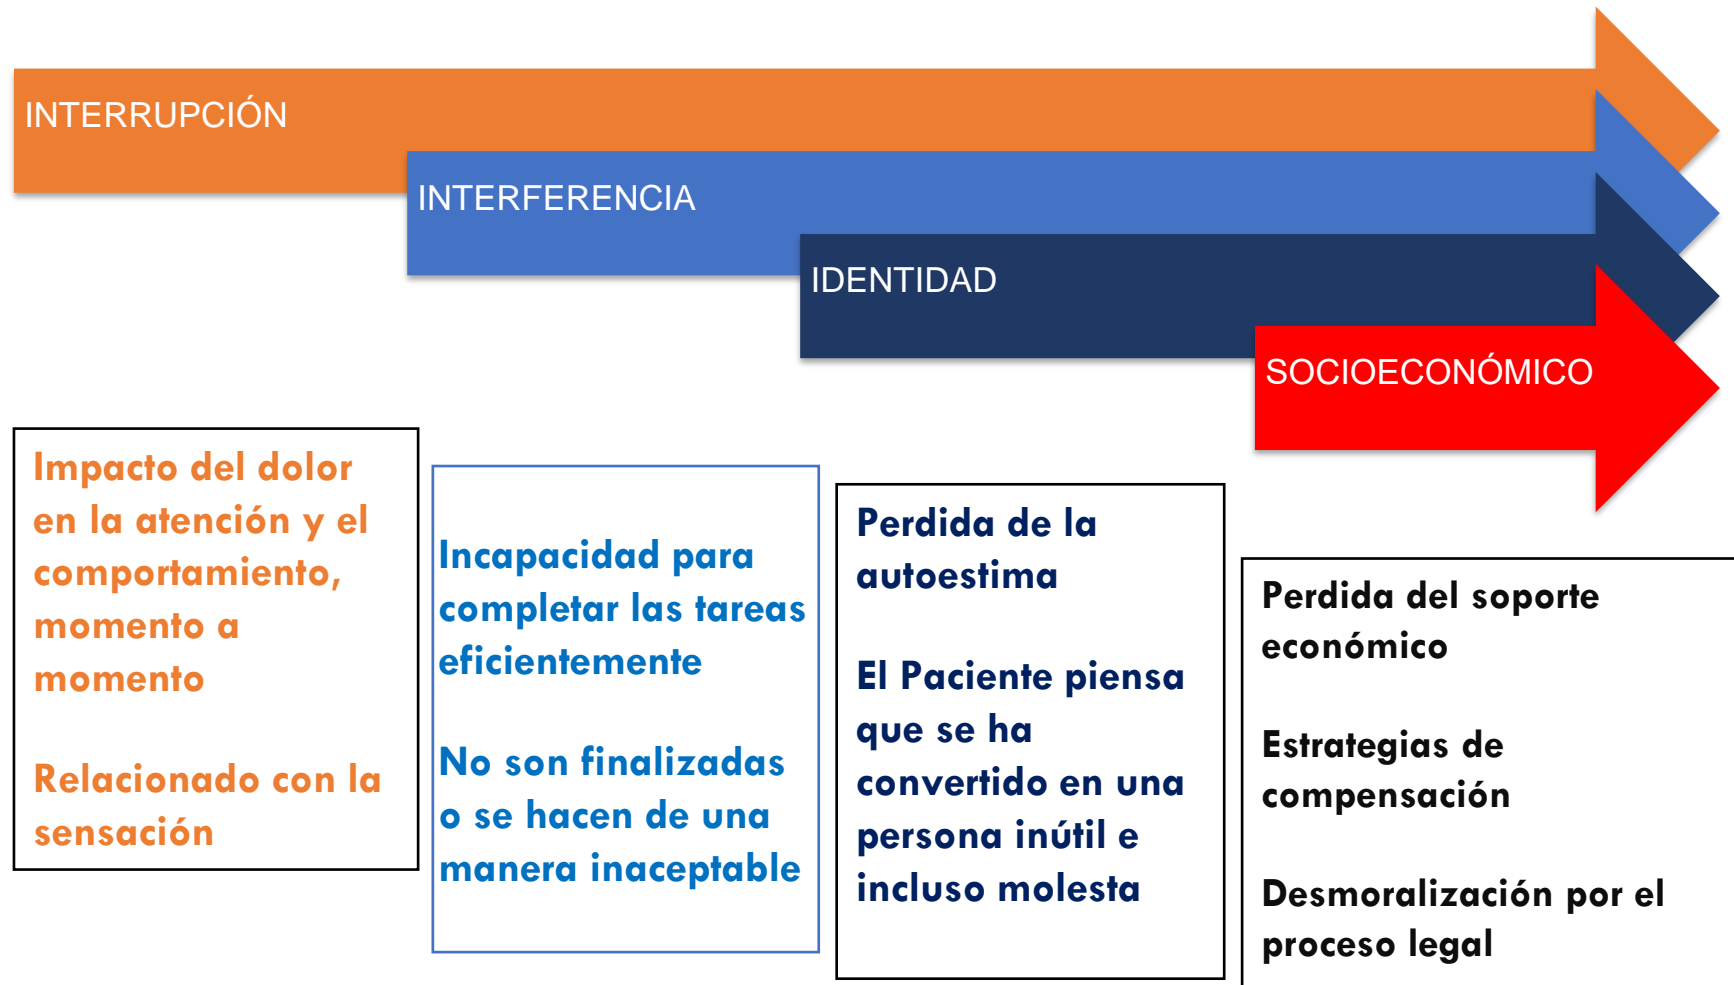 INTERRUPCIÓN
INTERFERENCIA
IDENTIDAD
SOCIOECONÓMICO
Impacto del dolor
en la atención y el
comportamiento,
momento a
momento
Relacionado con la
sensación
Incapacidad para
completar las tareas
eficientemente
No son finalizadas
o se hacen de una
manera inaceptable
Perdida de la
autoestima
El Paciente piensa
que se ha
convertido en una
persona inútil e
incluso molesta
Perdida del soporte
económico
Estrategias de
compensación
Desmoralización por el
proceso legal